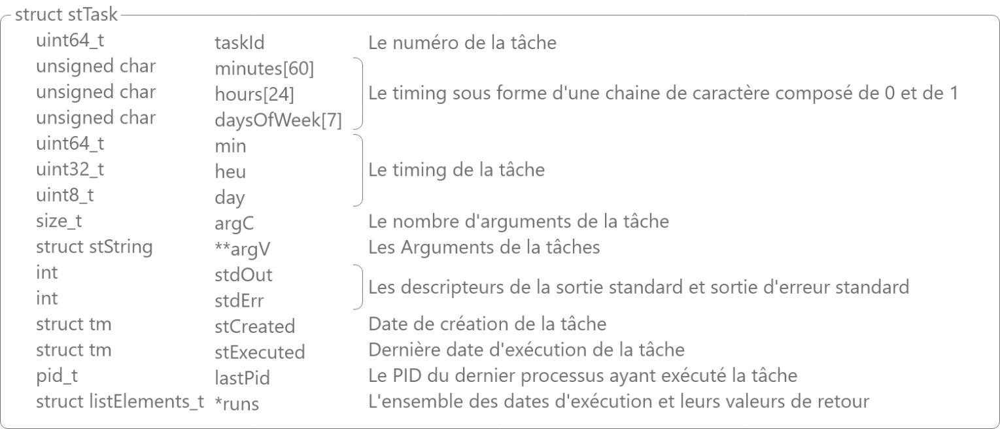 struct stTask
uint64_t taskId Le numéro de la tâche
unsigned char minutes[60]
unsigned char hours[24] Le timing sous forme d'une chaine de caractère composé de 0 et de 1
unsigned char daysOfWeek[7]
uint64_t min
uint32_t heu Le timing de la tâche
uint8_t day
size_t argC Le nombre d'arguments de la tâche
struct stString **argV Les Arguments de la tâches
int stdOut
Les descripteurs de la sortie standard et sortie d'erreur standard
int stdErr
struct tm stCreated Date de création de la tâche
struct tm stExecuted Dernière date d'exécution de la tâche
pid_t lastPid Le PID du dernier processus ayant exécuté la tâche
struct listElements_t *runs L'ensemble des dates d'exécution et leurs valeurs de retour